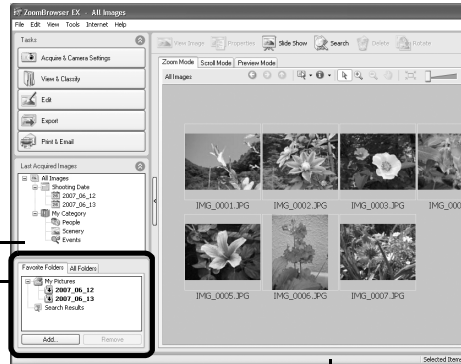 ZoomBrowser EX - All Images
File Edit View Tools Internet Help
Tasks
Acquire & Camera Settings
View & Classify
Edit
Export
Print & Email
Last Acquired Images
All Images
Shooting Date
2007_06_12
2007_06_13
My Category
People
Scenery
Events
Favorite Folders All Folders
My Pictures
2007_06_12
2007_06_13
Search Results
Add... Remove
View Image Properties Slide Show Search Delete Rotate
Zoom Mode Scroll Mode Preview Mode
All Images
IMG_0001.JPG IMG_0002.JPG IMG_0003.JPG IMG_000
IMG_0005.JPG IMG_0006.JPG IMG_0007.JPG
Selected Items